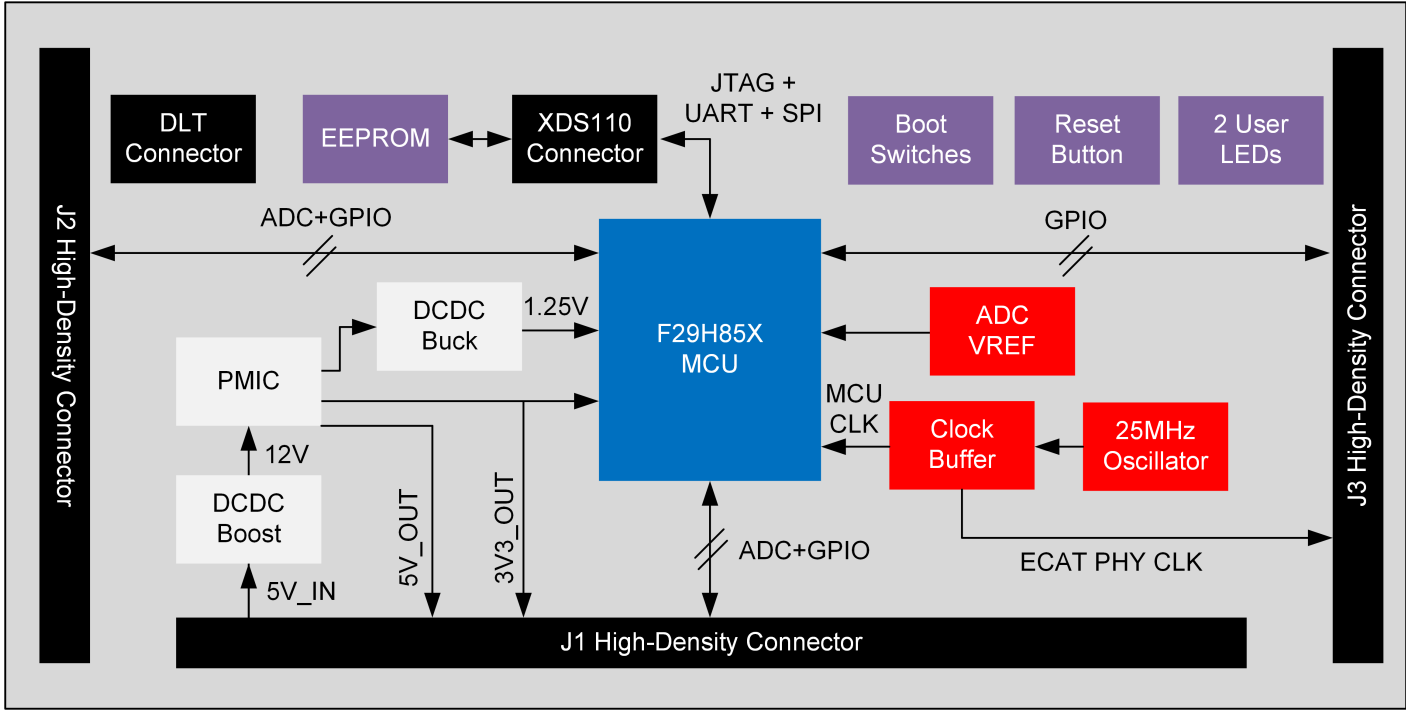 JTAG +
UART + SPI
DLT
Connector
EEPROM
XDS110
Connector
Boot
Switches
Reset
Button
2 User
LEDs
J2 High-Density Connector
ADC+GPIO
GPIO
J3 High-Density Connector
DCDC
Buck
1.25V
F29H85X
MCU
ADC
VREF
PMIC
MCU
CLK
Clock
Buffer
25MHz
Oscillator
12V
DCDC
Boost
5V_OUT
3V3_OUT
ADC+GPIO
ECAT PHY CLK
5V_IN
J1 High-Density Connector